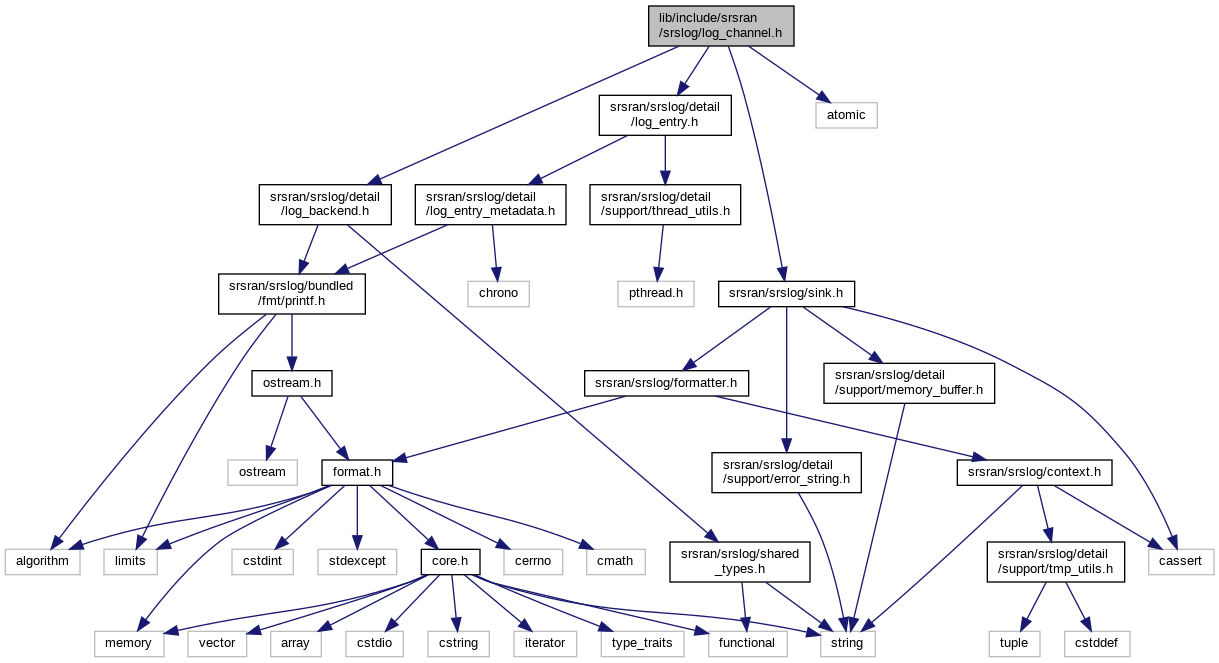 lib/include/srsran
/srslog/log_channel.h
srsran/srslog/detail
/log_entry.h
atomic
srsran/srslog/detail
/log_backend.h
srsran/srslog/detail
/log_entry_metadata.h
srsran/srslog/detail
/support/thread_utils.h
srsran/srslog/bundled
/fmt/printf.h
chrono
pthread.h
srsran/srslog/sink.h
ostream.h
srsran/srslog/formatter.h
srsran/srslog/detail
/support/memory_buffer.h
ostream
format.h
srsran/srslog/detail
/support/error_string.h
srsran/srslog/context.h
algorithm
limits
cstdint
stdexcept
core.h
cerrno
cmath
srsran/srslog/shared
_types.h
srsran/srslog/detail
/support/tmp_utils.h
cassert
memory
vector
array
cstdio
cstring
iterator
type_traits
functional
string
tuple
cstddef